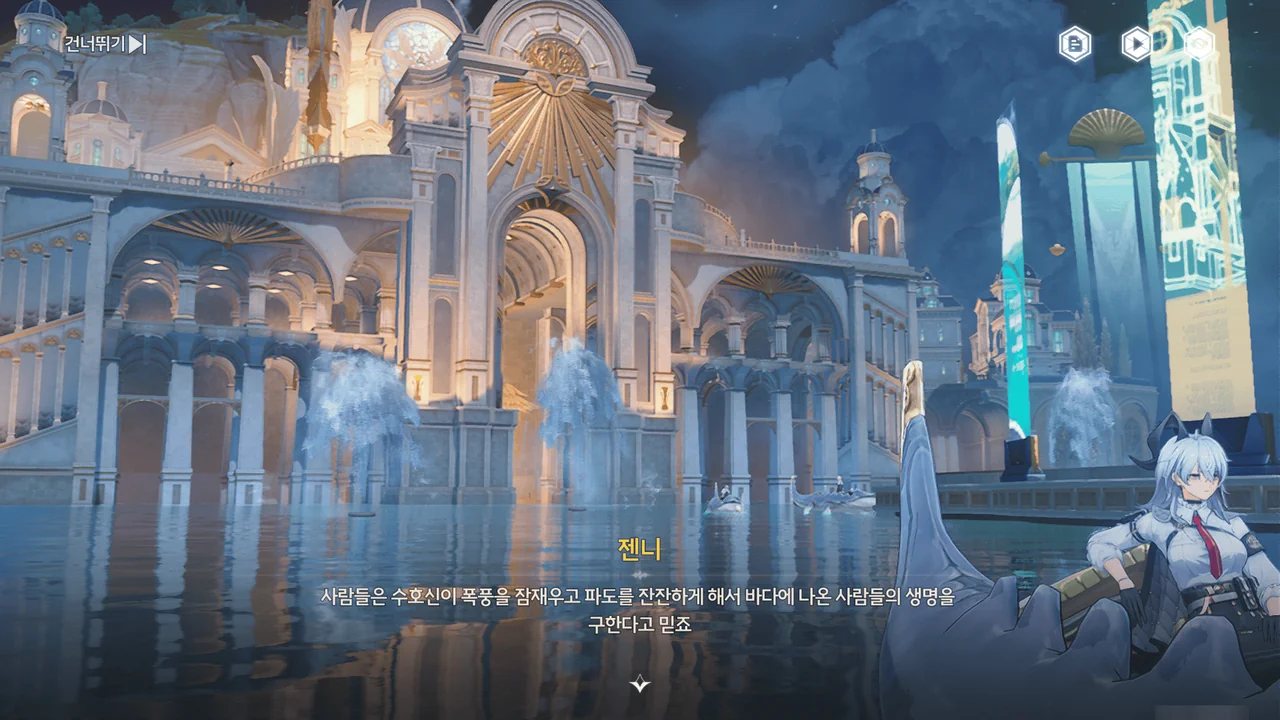 건너뛰기
젠니
사람들은 수호신이 폭풍을 잠재우고 파도를 잔잔하게 해서 바다에 나온 사람들의 생명을
구한다고 믿죠